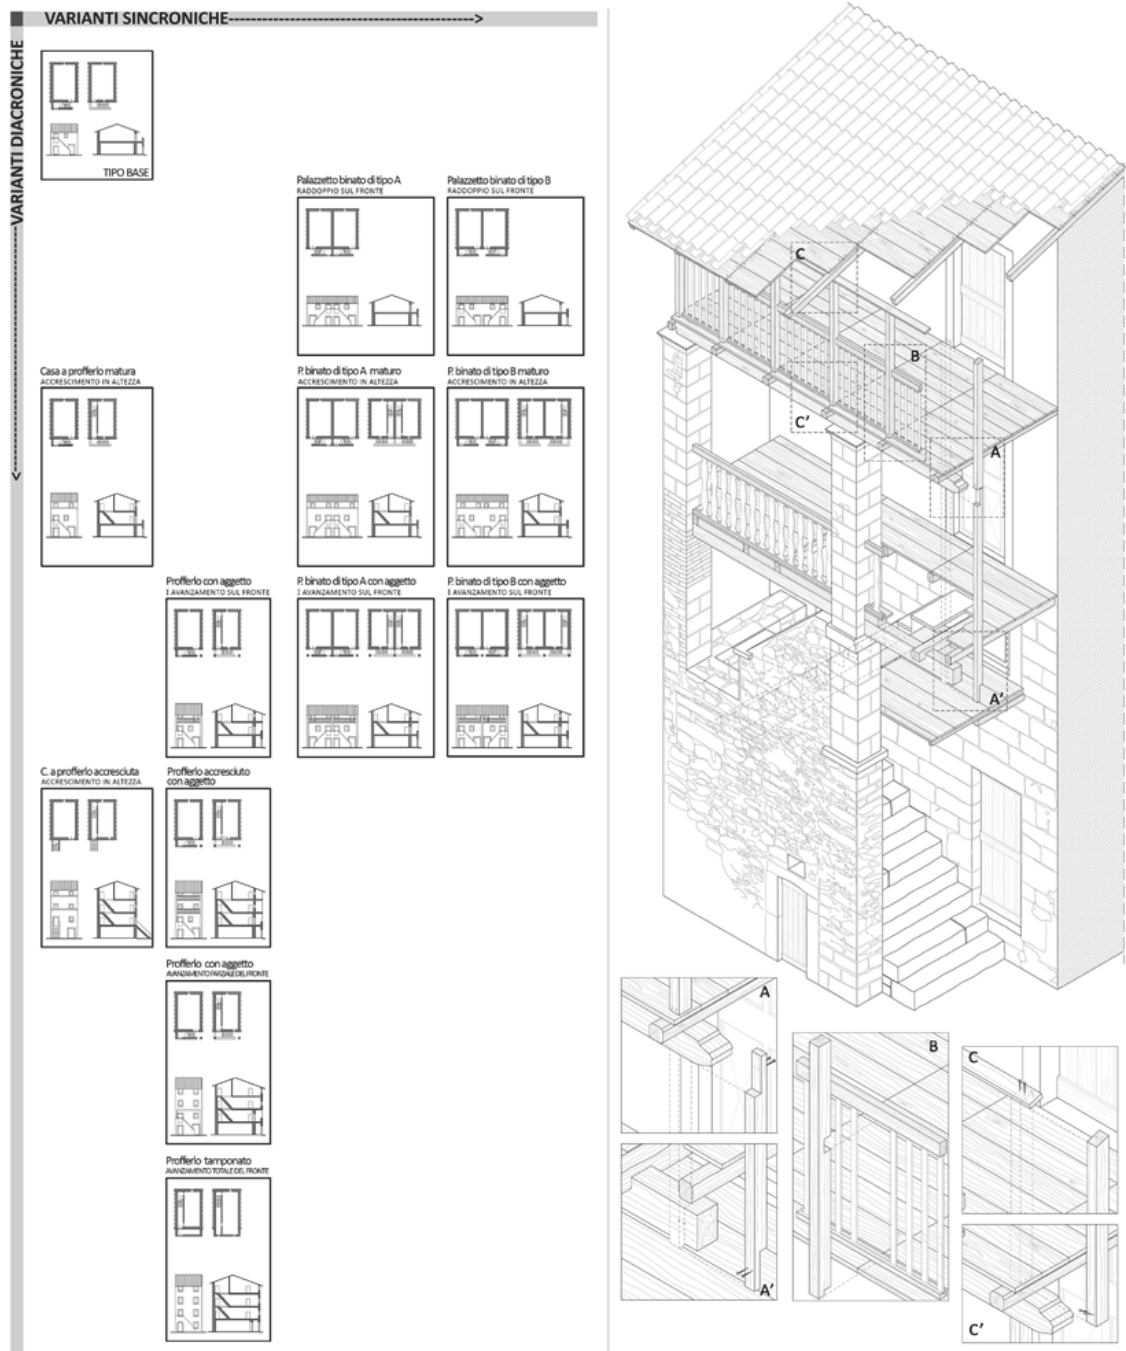 VARIANTI SINCRONICHE-------------------------------------------->
VARIANTI DIACRONICHE-------------------------------------------->
TIPO BASE
Palazzetto binato di tipo A
RADDOPPIO SUL FRONTE
Palazzetto binato di tipo B
RADDOPPIO SUL FRONTE
Casa a profferlo matura
ACCRESCIMENTO IN ALTEZZA
P. binato di tipo A maturo
ACCRESCIMENTO IN ALTEZZA
P. binato di tipo B maturo
ACCRESCIMENTO IN ALTEZZA
Profferlo con aggetto
I AVANZAMENTO SUL FRONTE
P. binato di tipo A con aggetto
I AVANZAMENTO SUL FRONTE
P. binato di tipo B con aggetto
I AVANZAMENTO SUL FRONTE
C. a profferlo accresciuta
ACCRESCIMENTO IN ALTEZZA
Profferlo accresciuto
con aggetto
Profferlo con aggetto
AVANZAMENTO PARZIALE DEL FRONTE
Profferlo tamponato
AVANZAMENTO TOTALE DEL FRONTE
C
B
C'
A
A'
A
A'
B
C
C'